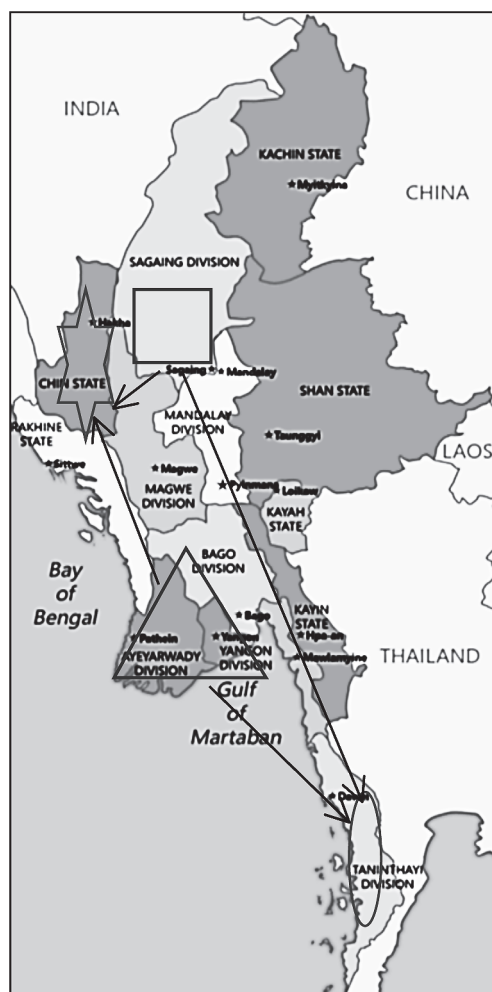 INDIA
KACHIN STATE
Myitkyina
CHINA
SAGAING DIVISION
Hakha
Sagaing
Mandalay
CHIN STATE
SHAN STATE
RAKHINE
STATE
MANDALAY
DIVISION
Taunggyi
LAOS
Sittwe
Magwe
MAGWE
DIVISION
Pyinmana
Loikaw
KAYAH
STATE
BAGO
DIVISION
Bay
of
Bengal
Bago
KAYIN
STATE
Pathein
Yangon
Hpa-an
AYEYARWADY
DIVISION
YANGON
DIVISION
Mawlamyine
THAILAND
Gulf
of
Martaban
TANINTHAYI
DIVISION